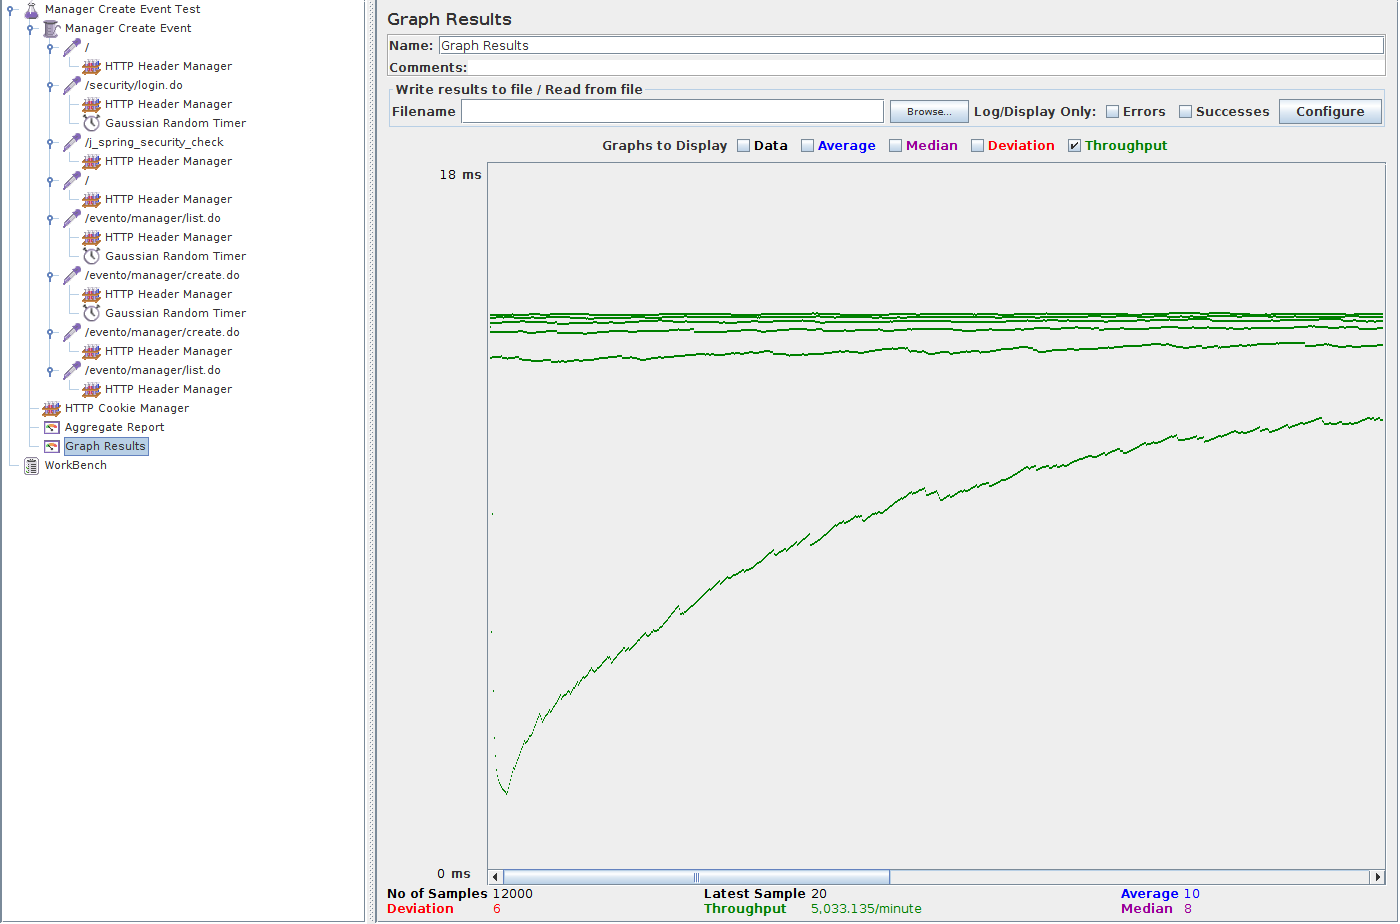 Manager Create Event Test
Manager Create Event
/
HTTP Header Manager
/security/login.do
HTTP Header Manager
Gaussian Random Timer
/j_spring_security_check
HTTP Header Manager
/
HTTP Header Manager
/evento/manager/list.do
HTTP Header Manager
Gaussian Random Timer
/evento/manager/create.do
HTTP Header Manager
Gaussian Random Timer
/evento/manager/create.do
HTTP Header Manager
/evento/manager/list.do
HTTP Header Manager
HTTP Cookie Manager
Aggregate Report
Graph Results
WorkBench
Graph Results
Name: Graph Results
Comments:
Write results to file / Read from file
Filename Browse... Log/Display Only: Errors Successes Configure
Graphs to Display Data Average Median Deviation Throughput
18 ms
0 ms
No of Samples 12000 Latest Sample 20 Average 10
Deviation 6 Throughput 5,033.135/minute Median 8